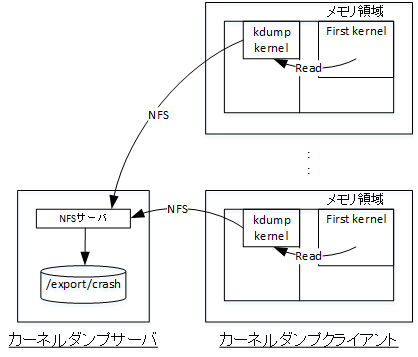 メモリ領域
kdump
kernel
First kernel
Read
NFS
:
:
メモリ領域
NFSサーバ
NFS
kdump
kernel
First kernel
Read
/export/crash
カーネルダンプサーバ
カーネルダンプクライアント